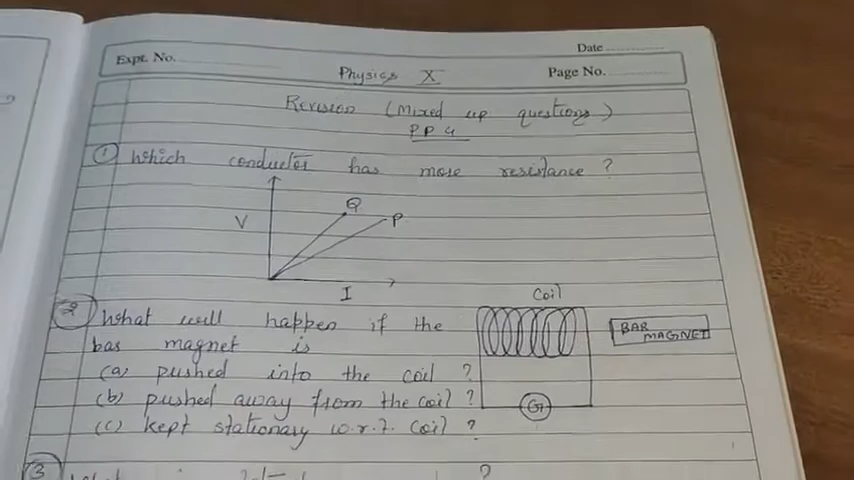 Expt. No.
Date
Physics X
Page No.
Revision (Mixed up questions)
PP4
1 Which conductor has more resistance ?
V
Q
P
I
2 What will happen if the
bar magnet is
(a) pushed into the coil ?
(b) pushed away from the coil ?
(c) kept stationary w.r.t. coil ?
Coil
BAR
MAGNET
G
3